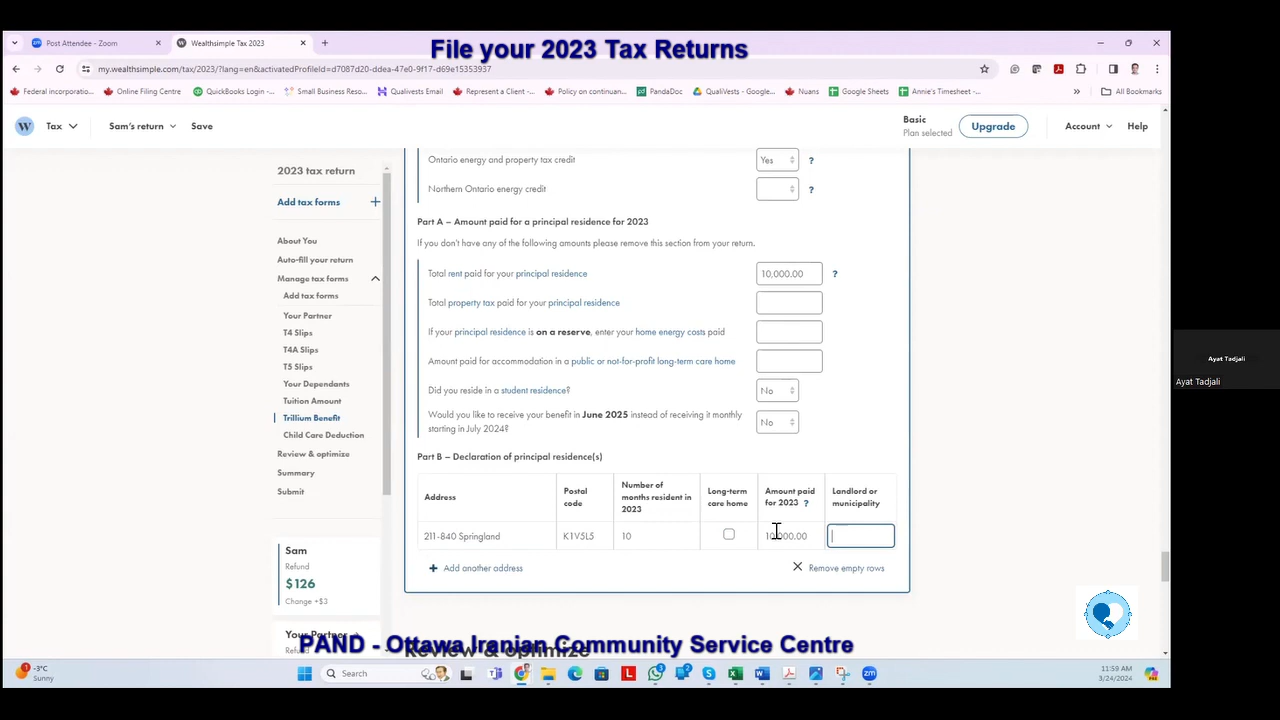 File your 2023 Tax Returns
Post Attendee - Zoom
Wealthsimple Tax 2023
my.wealthsimple.com/tax/2023/?lang=en&activatedProfileId=d7087d20-ddea-47e0-9f17-d69e15353937
Federal incorporatio...
Online Filing Centre
QuickBooks Login -...
Small Business Reso...
Qualivests Email
Represent a Client -...
Policy on continuan...
PandaDoc
QualiVests - Google...
Nuans
Google Sheets
Annie's Timesheet -...
All Bookmarks
Tax
Sam's return
Save
Basic
Plan selected
Upgrade
Account
Help
2023 tax return
Add tax forms
About You
Auto-fill your return
Manage tax forms
Add tax forms
Your Partner
T4 Slips
T4A Slips
T5 Slips
Your Dependants
Tuition Amount
Trillium Benefit
Child Care Deduction
Review & optimize
Summary
Submit
Sam
Refund
$126
Change +$3
Your Partner
Ontario energy and property tax credit
Yes
?
Northern Ontario energy credit
?
Part A – Amount paid for a principal residence for 2023
If you don't have any of the following amounts please remove this section from your return.
Total rent paid for your principal residence
10,000.00
?
Total property tax paid for your principal residence
If your principal residence is on a reserve, enter your home energy costs paid
Amount paid for accommodation in a public or not-for-profit long-term care home
Did you reside in a student residence?
No
Would you like to receive your benefit in June 2025 instead of receiving it monthly
starting in July 2024?
No
Part B – Declaration of principal residence(s)
Address
Postal
code
Number of
months resident in
2023
Long-term
care home
Amount paid
for 2023 ?
Landlord or
municipality
211-840 Springland
K1V5L5
10
10,000.00
Add another address
Remove empty rows
Review & optimize
PAND - Ottawa Iranian Community Service Centre
Ayat Tadjali
Ayat Tadjali
-3°C
Sunny
Search
11:59 AM
3/24/2024